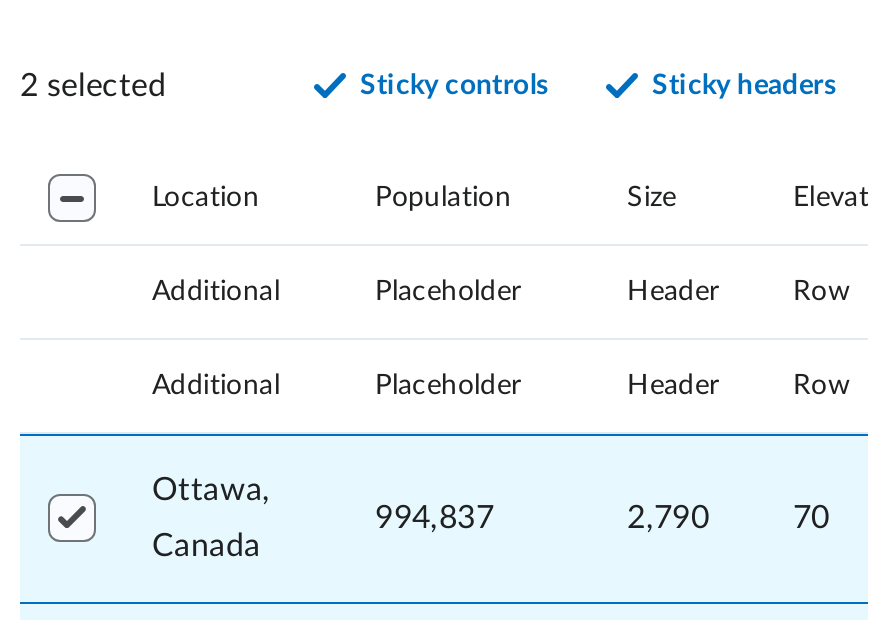 2 selected Sticky controls Sticky headers
Location Population Size Elevat
Additional Placeholder Header Row
Additional Placeholder Header Row
Ottawa,
Canada 994,837 2,790 70